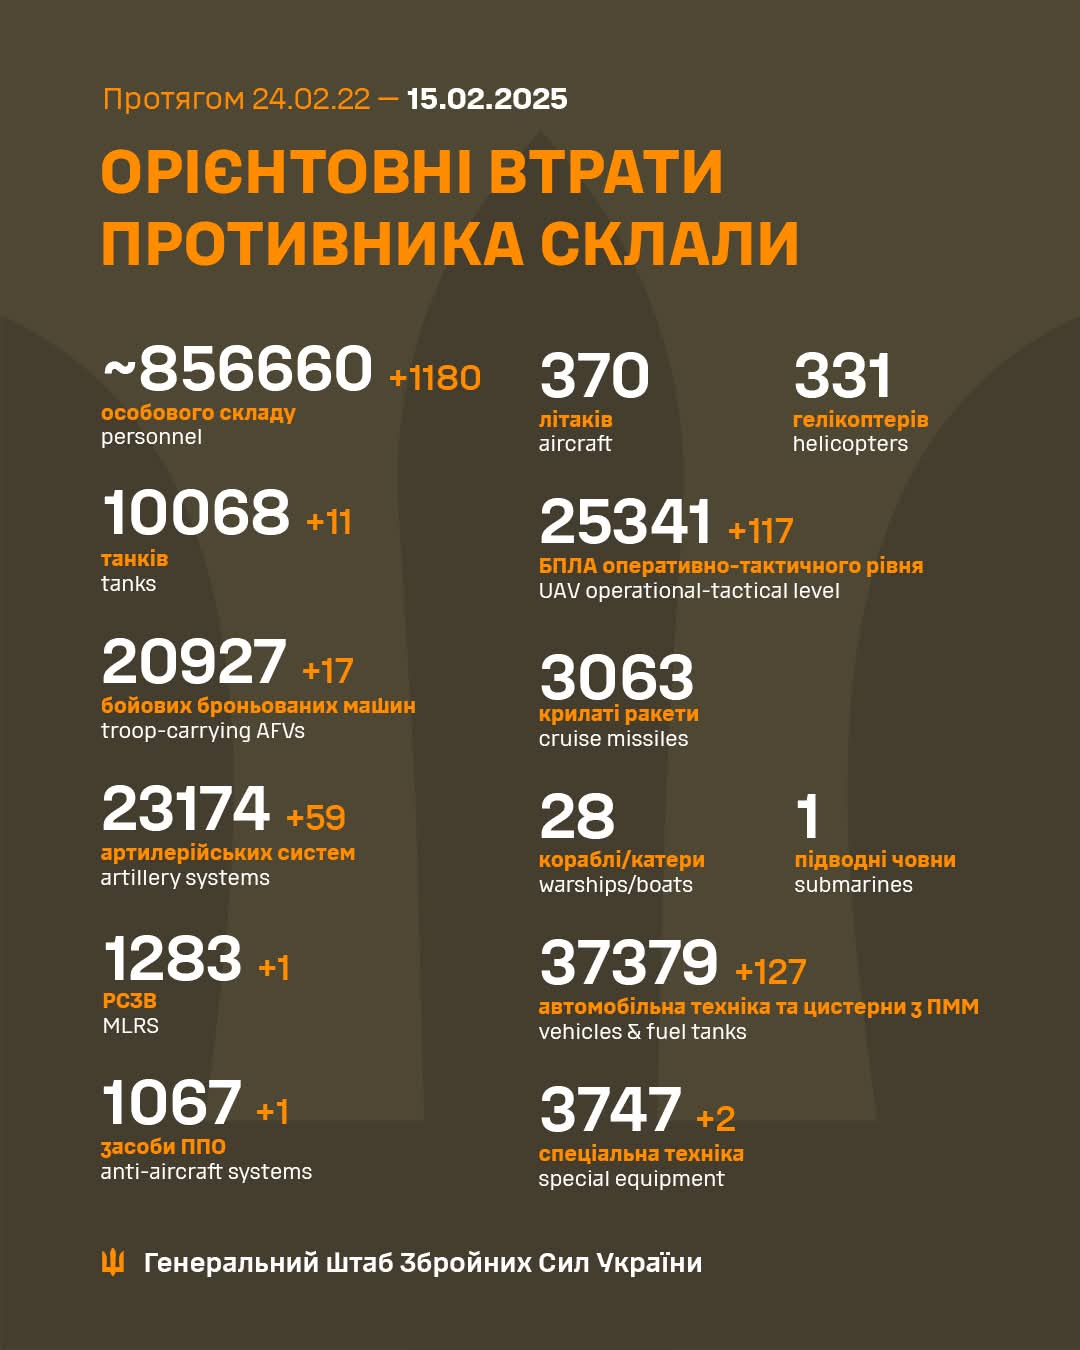 Протягом 24.02.22 — 15.02.2025
ОРІЄНТОВНІ ВТРАТИ
ПРОТИВНИКА СКЛАЛИ
~856660 +1180
особового складу
personnel
10068 +11
танків
tanks
20927 +17
бойових броньованих машин
troop-carrying AFVs
23174 +59
артилерійських систем
artillery systems
1283 +1
РСЗВ
MLRS
1067 +1
засоби ППО
anti-aircraft systems
370
літаків
aircraft
331
гелікоптерів
helicopters
25341 +117
БПЛА оперативно-тактичного рівня
UAV operational-tactical level
3063
крилаті ракети
cruise missiles
28
кораблі/катери
warships/boats
1
підводні човни
submarines
37379 +127
автомобільна техніка та цистерни з ПММ
vehicles & fuel tanks
3747 +2
спеціальна техніка
special equipment
Генеральний штаб Збройних Сил України